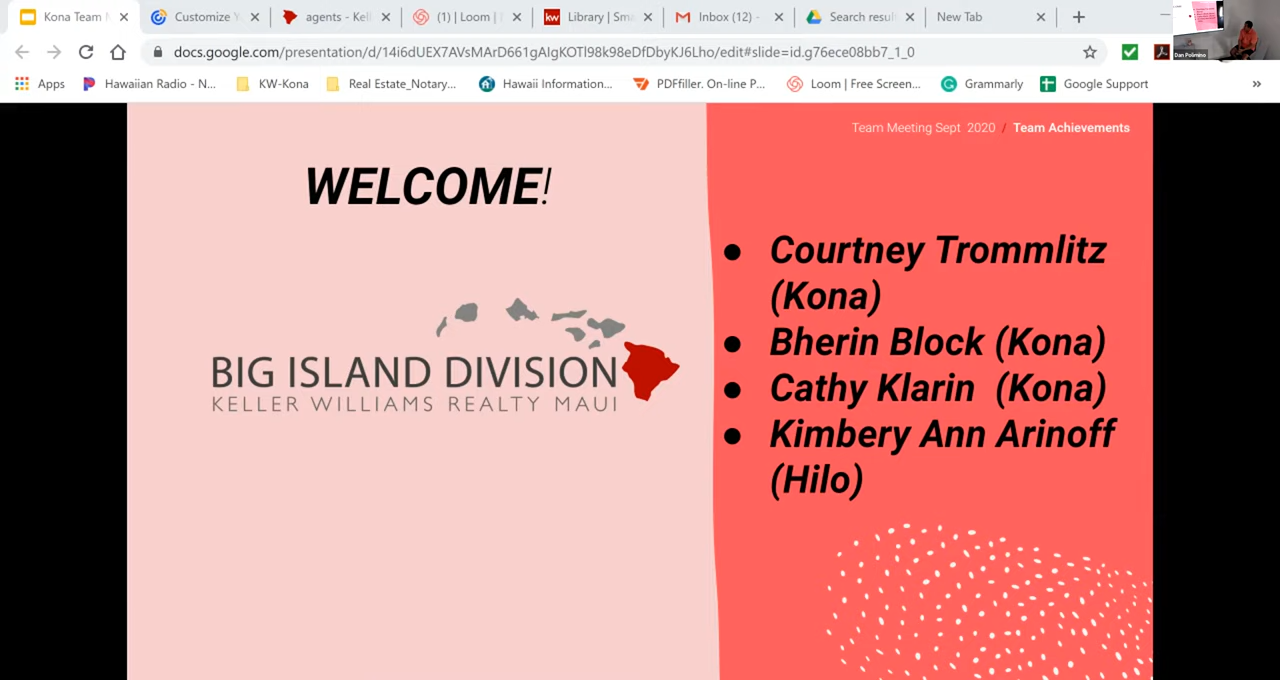 Kona Team
Customize
agents - Kell
(1) | Loom |
Library | Sma
Inbox (12) -
Search resul
New Tab
docs.google.com/presentation/d/14i6dUEX7AVsMArD661gAIgKOTl98k98eDfDbyKJ6Lho/edit#slide=id.g76ece08bb7_1_0
Apps
Hawaiian Radio - N...
KW-Kona
Real Estate_Notary...
Hawaii Information...
PDFfiller. On-line P...
Loom | Free Screen...
Grammarly
Google Support
»
Dan Polimino
Team Meeting Sept 2020 / Team Achievements
WELCOME!
BIG ISLAND DIVISION
KELLER WILLIAMS REALTY MAUI
● Courtney Trommlitz
(Kona)
● Bherin Block (Kona)
● Cathy Klarin (Kona)
● Kimbery Ann Arinoff
(Hilo)